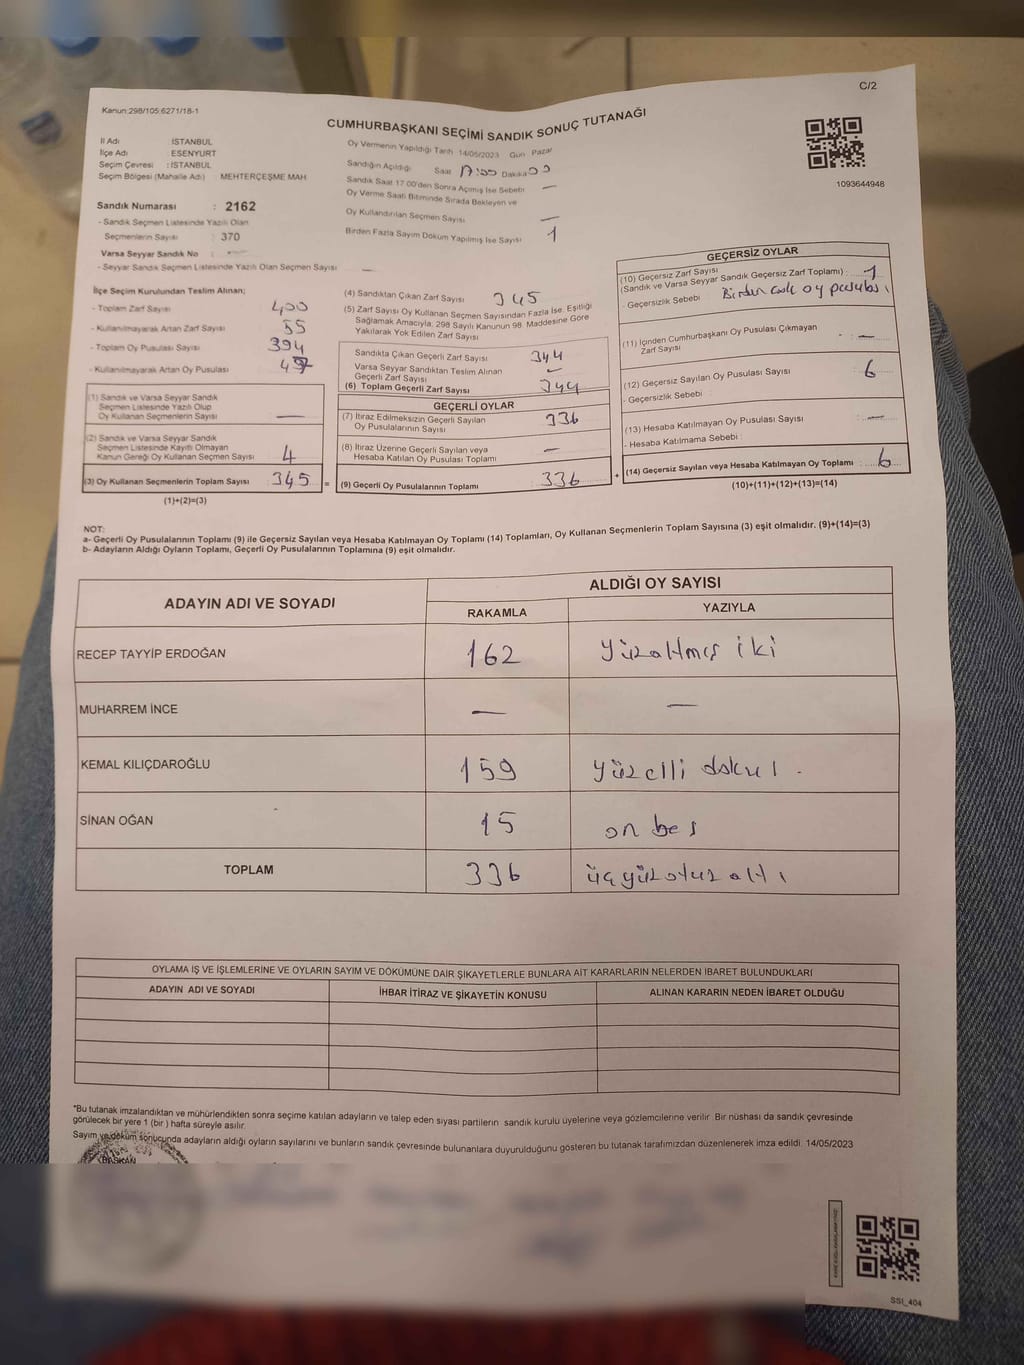 C/2
Kanun:298/105;6271/18-1
CUMHURBAŞKANI SEÇİMİ SANDIK SONUÇ TUTANAĞI
1093644948
İl Adı İSTANBUL
İlçe Adı : ESENYURT
Seçim Çevresi : İSTANBUL
Seçim Bölgesi (Mahalle Adı) : MEHTERÇEŞME MAH
Sandık Numarası : 2162
- Sandık Seçmen Listesinde Yazılı Olan
Seçmenlerin Sayısı : 370
Varsa Seyyar Sandık No : —
- Seyyar Sandık Seçmen Listesinde Yazılı Olan Seçmen Sayısı —
Oy Vermenin Yapıldığı Tarih 14/05/2023 Gün Pazar
Sandığın Açıldığı Saat 17:00 Dakika
Sandık Saat 17.00'den Sonra Açılmış İse Sebebi —
Oy Verme Saati Bitiminde Sırada Bekleyen ve
Oy Kullandırılan Seçmen Sayısı —
Birden Fazla Sayım Döküm Yapılmış İse Sayısı 1
İlçe Seçim Kurulundan Teslim Alınan;
- Toplam Zarf Sayısı 400
- Kullanılmayarak Artan Zarf Sayısı 55
- Toplam Oy Pusulası Sayısı 394
- Kullanılmayarak Artan Oy Pusulası
(1) Sandık ve Varsa Seyyar Sandık
Seçmen Listesinde Yazılı Olup
Oy Kullanan Seçmenlerin Sayısı —
(2) Sandık ve Varsa Seyyar Sandık
Seçmen Listesinde Kayıtlı Olmayan
Kanun Gereği Oy Kullanan Seçmen Sayısı 4
(3) Oy Kullanan Seçmenlerin Toplam Sayısı : 345 =
(1)+(2)=(3)
(4) Sandıktan Çıkan Zarf Sayısı 345
(5) Zarf Sayısı Oy Kullanan Seçmen Sayısından Fazla İse, Eşitliği
Sağlamak Amacıyla; 298 Sayılı Kanunun 98. Maddesine Göre
Yakılarak Yok Edilen Zarf Sayısı
Sandıkta Çıkan Geçerli Zarf Sayısı 344
Varsa Seyyar Sandıktan Teslim Alınan
Geçerli Zarf Sayısı —
(6) Toplam Geçerli Zarf Sayısı 344
GEÇERLİ OYLAR
(7) İtiraz Edilmeksizin Geçerli Sayılan
Oy Pusulalarının Sayısı 336
(8) İtiraz Üzerine Geçerli Sayılan veya
Hesaba Katılan Oy Pusulası Toplamı —
(9) Geçerli Oy Pusulalarının Toplamı 336 +
GEÇERSİZ OYLAR
(10) Geçersiz Zarf Sayısı
(Sandık ve Varsa Seyyar Sandık Geçersiz Zarf Toplamı) : 1
- Geçersizlik Sebebi : Birden oy pusulası
(11) İçinden Cumhurbaşkanı Oy Pusulası Çıkmayan
Zarf Sayısı : —
(12) Geçersiz Sayılan Oy Pusulası Sayısı : 6
- Geçersizlik Sebebi :
(13) Hesaba Katılmayan Oy Pusulası Sayısı : —
- Hesaba Katılmama Sebebi :
(14) Geçersiz Sayılan veya Hesaba Katılmayan Oy Toplamı : 6
(10)+(11)+(12)+(13)=(14)
NOT:
a- Geçerli Oy Pusulalarının Toplamı (9) ile Geçersiz Sayılan veya Hesaba Katılmayan Oy Toplamı (14) Toplamları, Oy Kullanan Seçmenlerin Toplam Sayısına (3) eşit olmalıdır. (9)+(14)=(3)
b- Adayların Aldığı Oyların Toplamı, Geçerli Oy Pusulalarının Toplamına (9) eşit olmalıdır.
ADAYIN ADI VE SOYADI ALDIĞI OY SAYISI
RAKAMLA YAZIYLA
RECEP TAYYİP ERDOĞAN 162 yüzaltmış iki
MUHARREM İNCE — —
KEMAL KILIÇDAROĞLU 159 yüzelli dokuz .
SİNAN OĞAN 15 on beş
TOPLAM 336 üçyüzotuz altı
OYLAMA İŞ VE İŞLEMLERİNE VE OYLARIN SAYIM VE DÖKÜMÜNE DAİR ŞİKAYETLERLE BUNLARA AİT KARARLARIN NELERDEN İBARET BULUNDUKLARI
ADAYIN ADI VE SOYADI İHBAR İTİRAZ VE ŞİKAYETİN KONUSU ALINAN KARARIN NEDEN İBARET OLDUĞU
*Bu tutanak imzalandıktan ve mühürlendikten sonra seçime katılan adayların ve talep eden siyasi partilerin sandık kurulu üyelerine veya gözlemcilerine verilir. Bir nüshası da sandık çevresinde
görülecek bir yere 1 (bir) hafta süreyle asılır.
Sayım ve döküm sonucunda adayların aldığı oyların sayılarını ve bunların sandık çevresinde bulunanlara duyurulduğunu gösteren bu tutanak tarafımızdan düzenlenerek imza edildi. 14/05/2023
BAŞKAN
SSİ_404